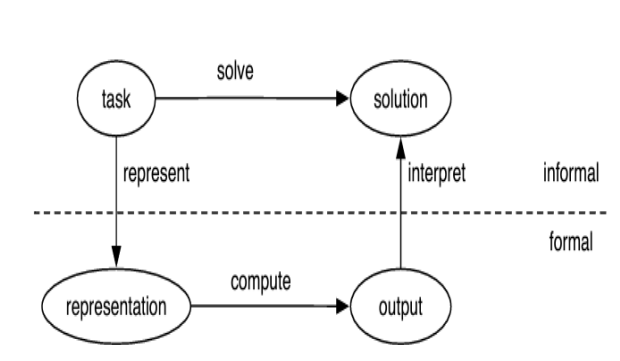 solve
task
solution
represent
interpret
informal
formal
compute
representation
output